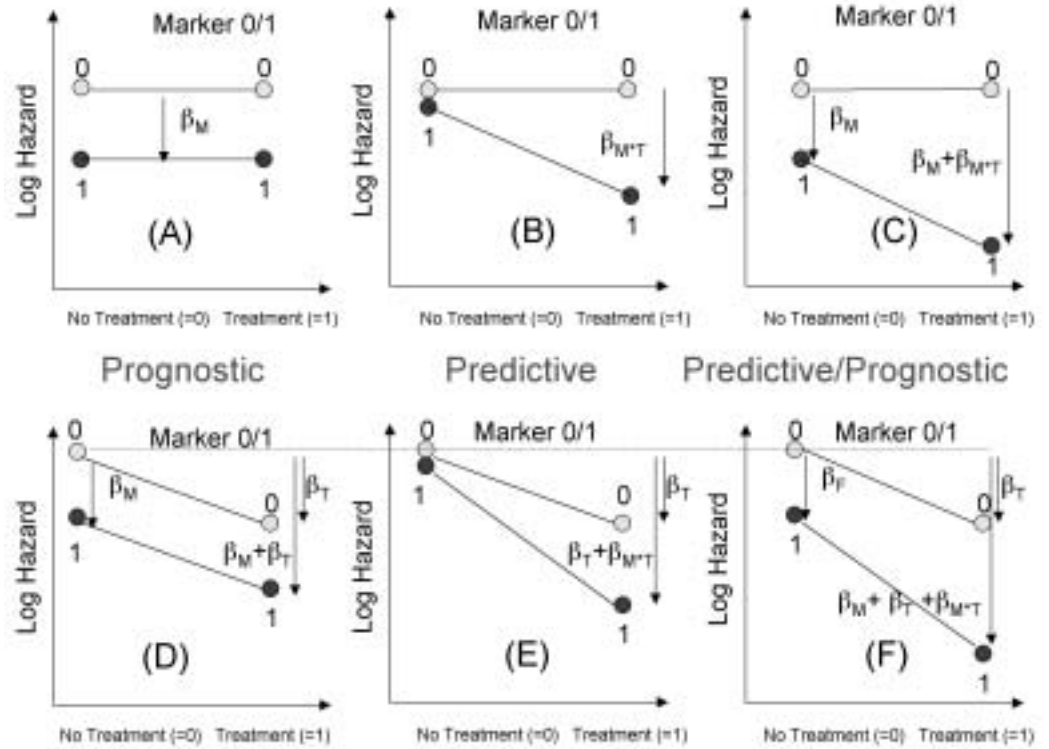 Marker 0/1
0 0
β_M
1 1
Log Hazard
(A)
No Treatment (=0) Treatment (=1)
Marker 0/1
0 0
1
β_M*T
1
Log Hazard
(B)
No Treatment (=0) Treatment (=1)
Marker 0/1
0 0
β_M
1
β_M+β_M*T
1
Log Hazard
(C)
No Treatment (=0) Treatment (=1)
Prognostic
Predictive
Predictive/Prognostic
Marker 0/1
0
β_M
0
β_T
1
β_M+β_T
1
Log Hazard
(D)
No Treatment (=0) Treatment (=1)
Marker 0/1
0
1
0
β_T
β_T+β_M*T
1
Log Hazard
(E)
No Treatment (=0) Treatment (=1)
Marker 0/1
0
β_F
0
β_T
1
β_M+ β_T +β_M*T
1
Log Hazard
(F)
No Treatment (=0) Treatment (=1)